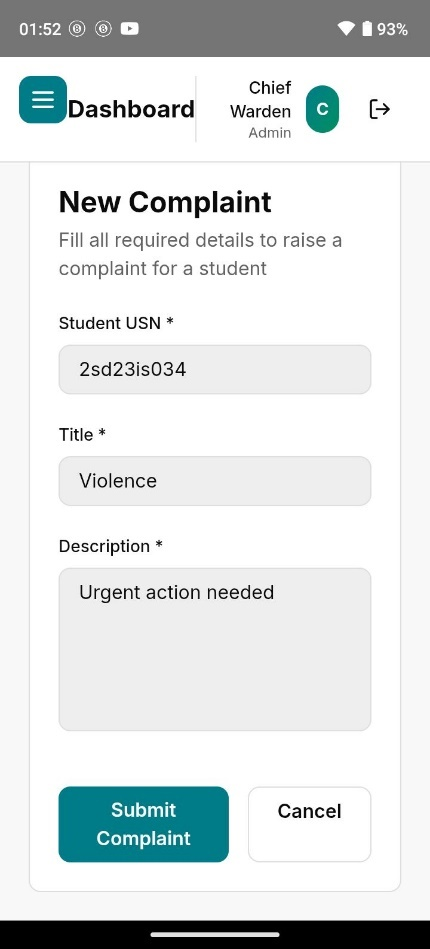 01:52
93%
Dashboard
Chief
Warden
Admin
C
New Complaint
Fill all required details to raise a
complaint for a student
Student USN *
2sd23is034
Title *
Violence
Description *
Urgent action needed
Submit
Complaint
Cancel